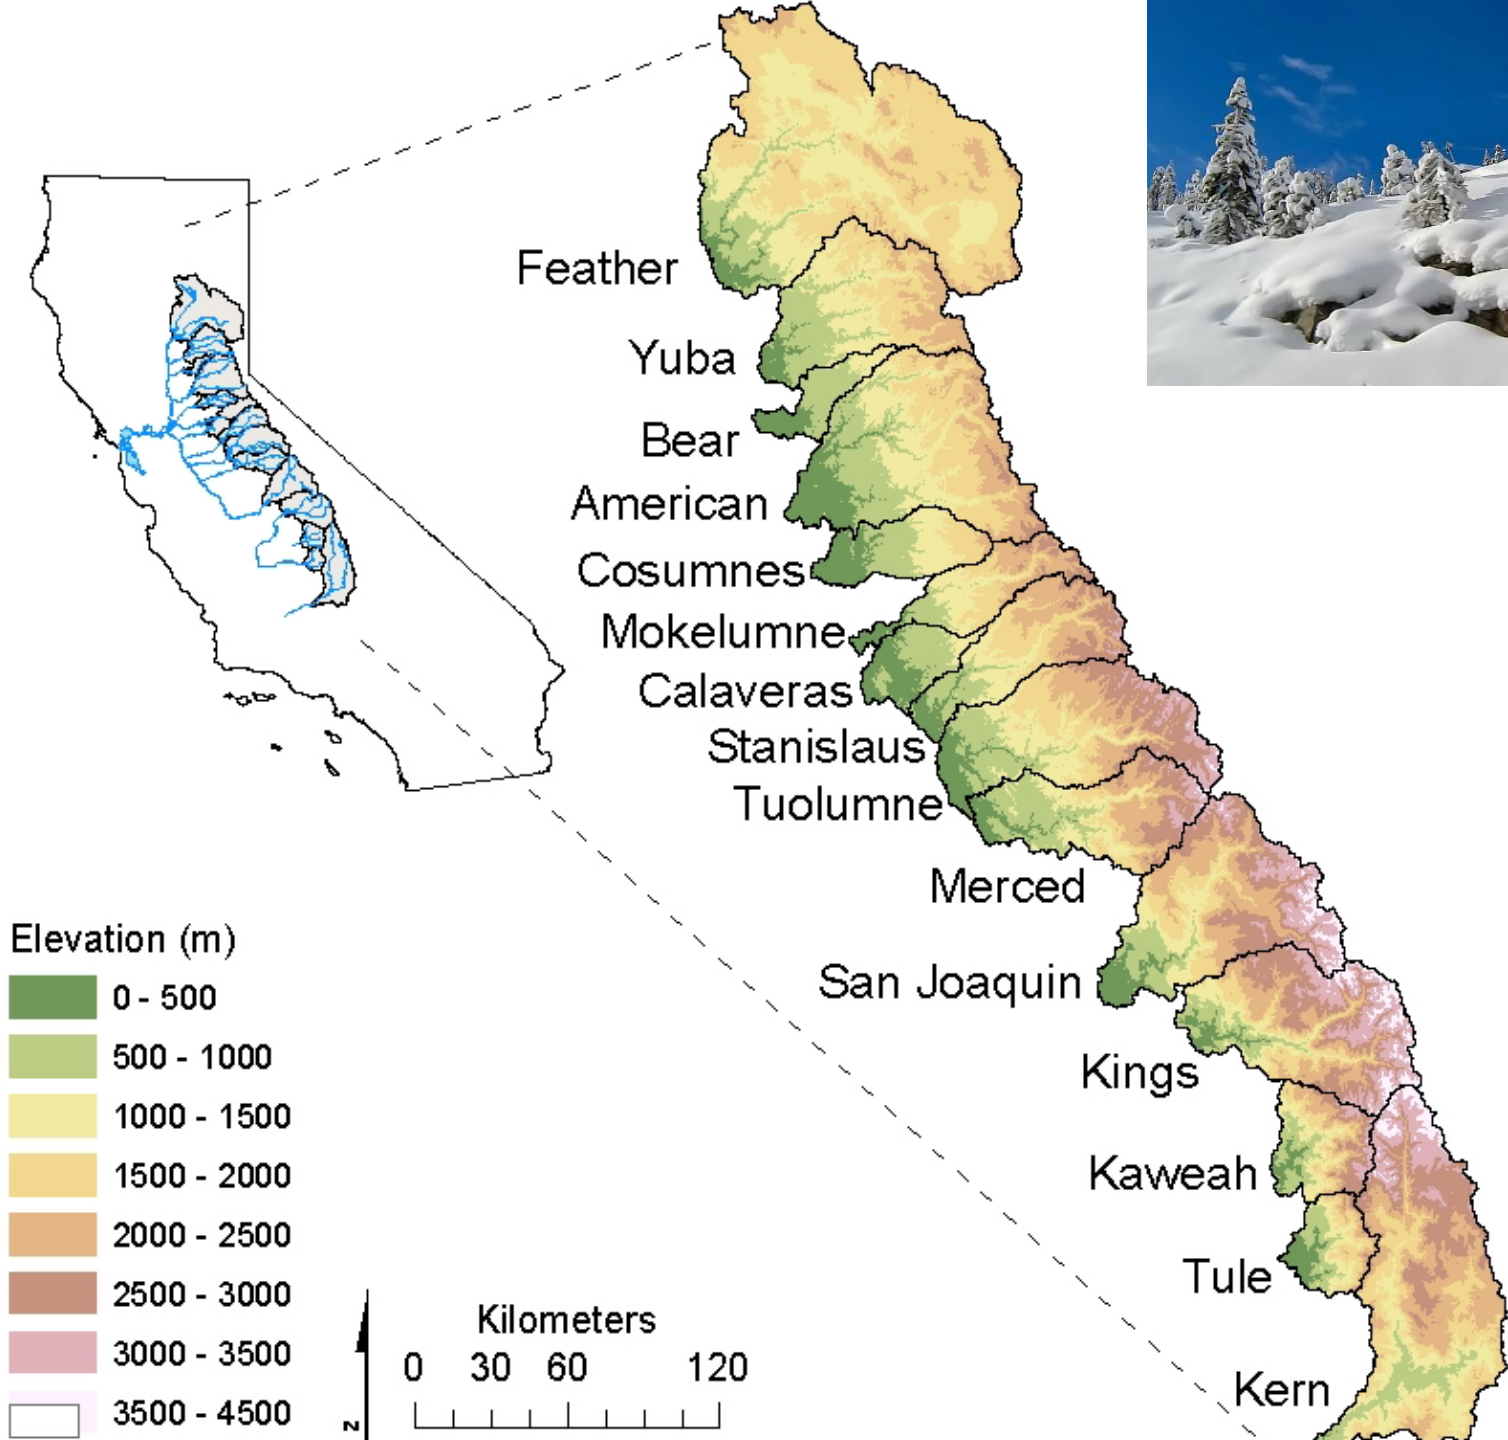 Feather
Yuba
Bear
American
Cosumnes
Mokelumne
Calaveras
Stanislaus
Tuolumne
Merced
San Joaquin
Kings
Kaweah
Tule
Kern
Elevation (m)
0 - 500
500 - 1000
1000 - 1500
1500 - 2000
2000 - 2500
2500 - 3000
3000 - 3500
3500 - 4500
N
Kilometers
0 30 60 120